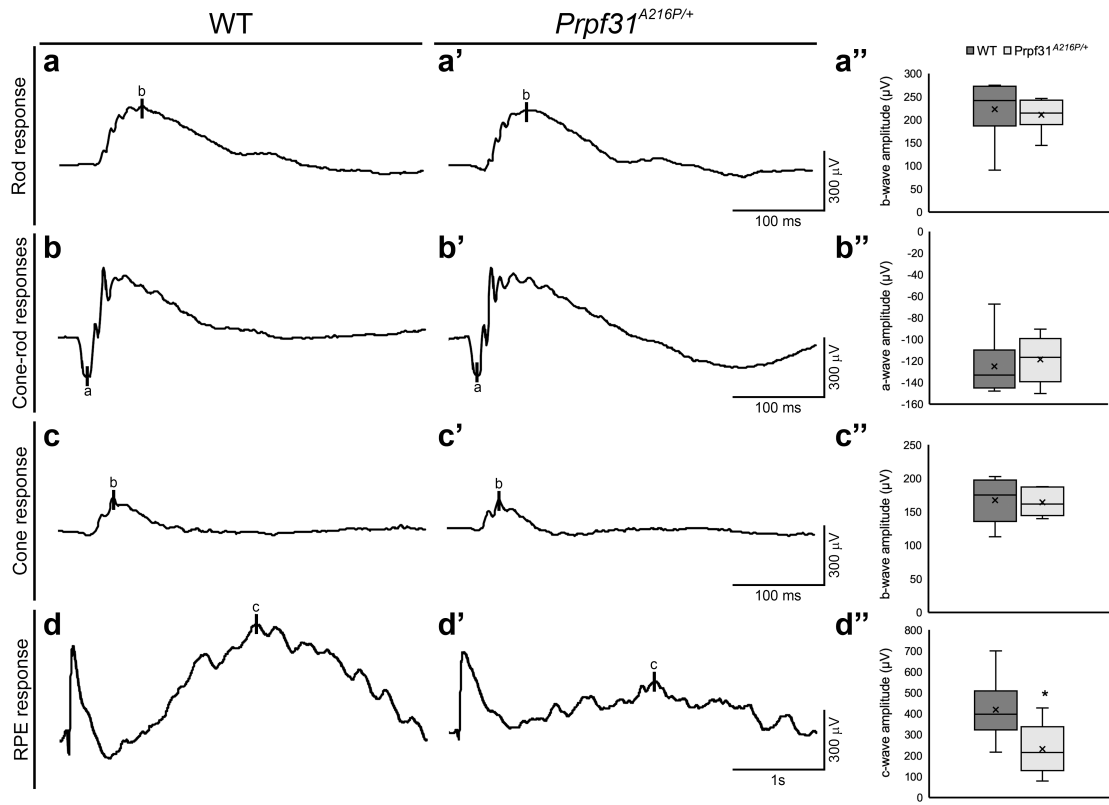 WT
Prpf31A216P/+
a
a’
a”
WT Prpf31A216P/+
Rod response
b
b
300 µV
100 ms
b-wave amplitude (µV)
300
250
200
150
100
50
0
b
b’
b”
Cone-rod responses
a
a
300 µV
100 ms
a-wave amplitude (µV)
0
-20
-40
-60
-80
-100
-120
-140
-160
c
c’
c”
Cone response
b
b
300 µV
100 ms
b-wave amplitude (µV)
250
200
150
100
50
0
d
d’
d”
RPE response
c
c
300 µV
1s
c-wave amplitude (µV)
800
700
600
500
400
300
200
100
0
*